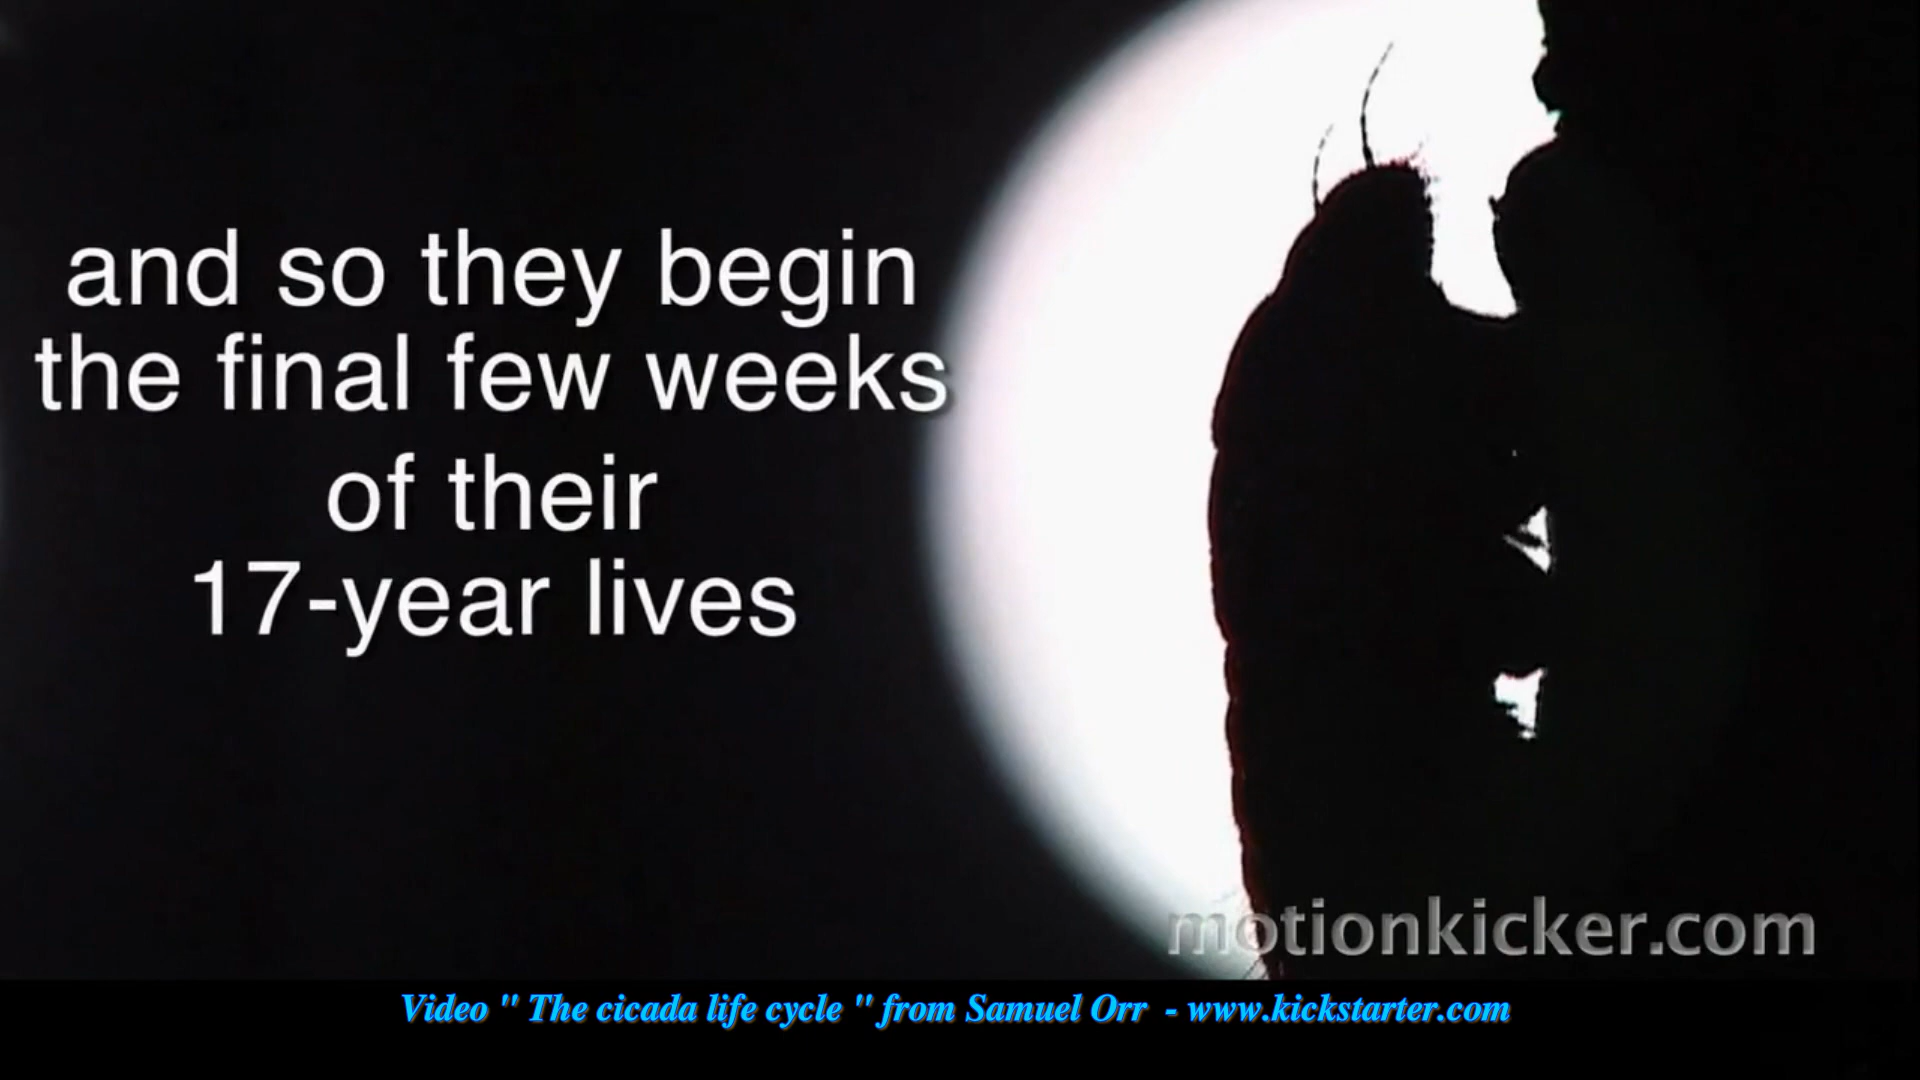 and so they begin
the final few weeks
of their
17-year lives
motionkicker.com
Video " The cicada life cycle " from Samuel Orr - www.kickstarter.com